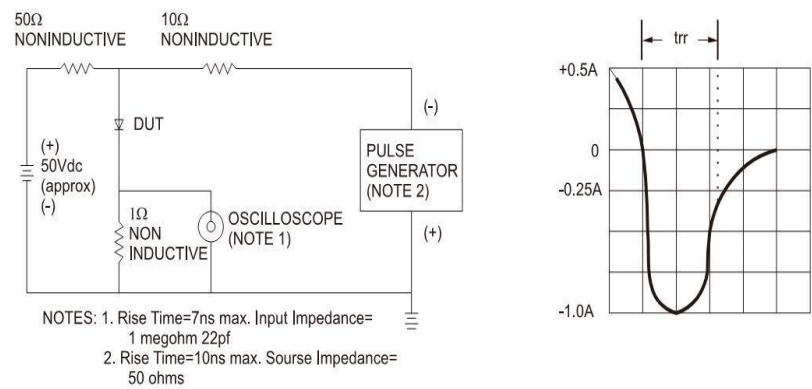 50Ω
NONINDUCTIVE
10Ω
NONINDUCTIVE
DUT
(+)
50Vdc
(approx)
(-)
1Ω
NON
INDUCTIVE
OSCILLOSCOPE
(NOTE 1)
(-)
PULSE
GENERATOR
(NOTE 2)
(+)
NOTES: 1. Rise Time=7ns max. Input Impedance=
1 megohm 22pf
2. Rise Time=10ns max. Sourse Impedance=
50 ohms
trr
+0.5A
0
-0.25A
-1.0A